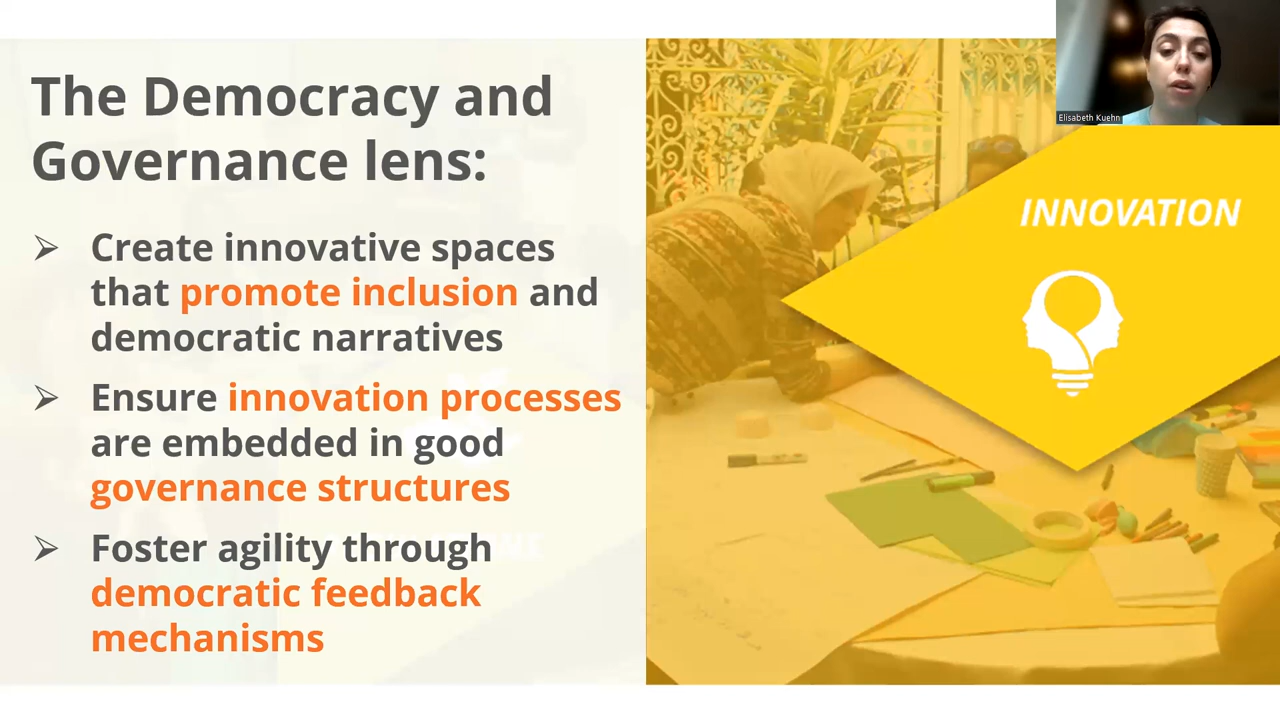 The Democracy and
Governance lens:
➢ Create innovative spaces
that promote inclusion and
democratic narratives
➢ Ensure innovation processes
are embedded in good
governance structures
➢ Foster agility through
democratic feedback
mechanisms
Elisabeth Kuehn
INNOVATION